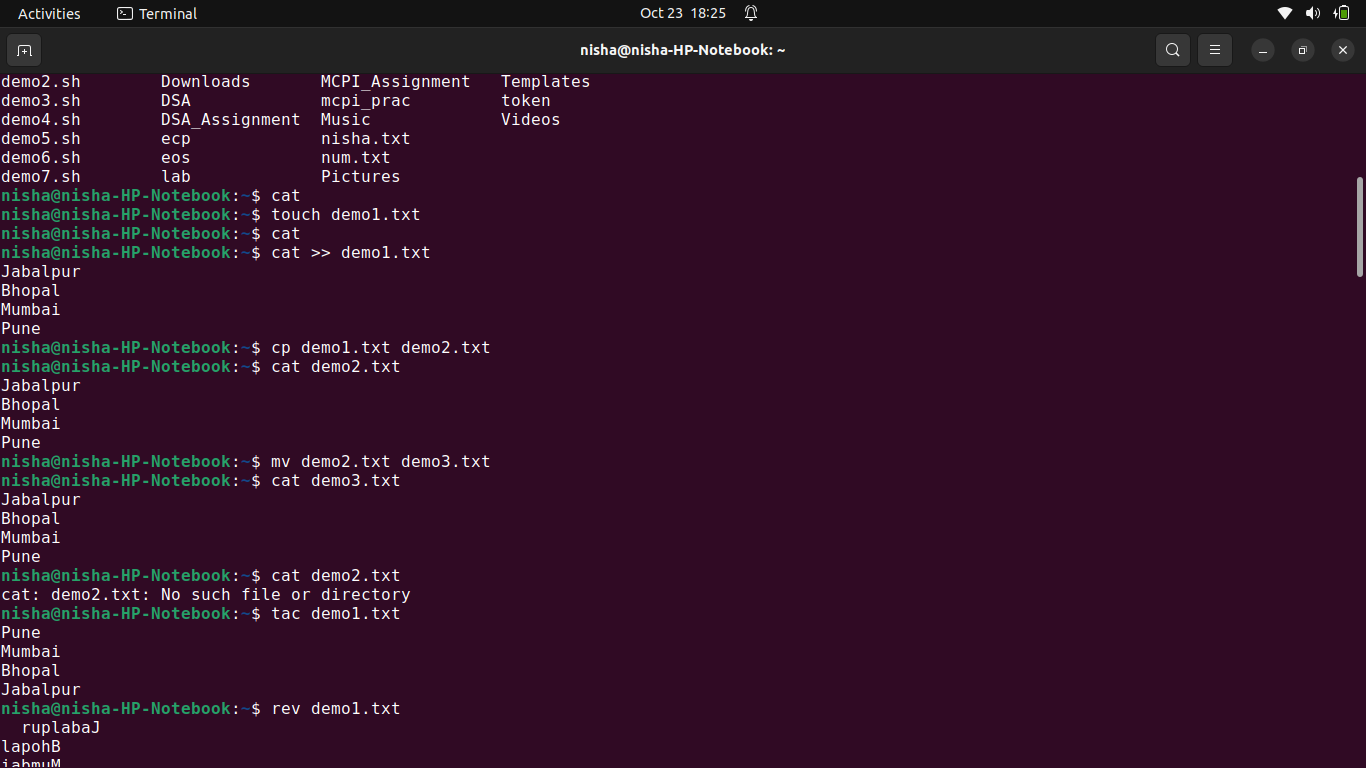 Activities Terminal Oct 23 18:25
nisha@nisha-HP-Notebook: ~
demo2.sh Downloads MCPI_Assignment Templates
demo3.sh DSA mcpi_prac token
demo4.sh DSA_Assignment Music Videos
demo5.sh ecp nisha.txt
demo6.sh eos num.txt
demo7.sh lab Pictures
nisha@nisha-HP-Notebook:~$ cat
nisha@nisha-HP-Notebook:~$ touch demo1.txt
nisha@nisha-HP-Notebook:~$ cat
nisha@nisha-HP-Notebook:~$ cat >> demo1.txt
Jabalpur
Bhopal
Mumbai
Pune
nisha@nisha-HP-Notebook:~$ cp demo1.txt demo2.txt
nisha@nisha-HP-Notebook:~$ cat demo2.txt
Jabalpur
Bhopal
Mumbai
Pune
nisha@nisha-HP-Notebook:~$ mv demo2.txt demo3.txt
nisha@nisha-HP-Notebook:~$ cat demo3.txt
Jabalpur
Bhopal
Mumbai
Pune
nisha@nisha-HP-Notebook:~$ cat demo2.txt
cat: demo2.txt: No such file or directory
nisha@nisha-HP-Notebook:~$ tac demo1.txt
Pune
Mumbai
Bhopal
Jabalpur
nisha@nisha-HP-Notebook:~$ rev demo1.txt
ruplabaJ
lapohB
iabmuM